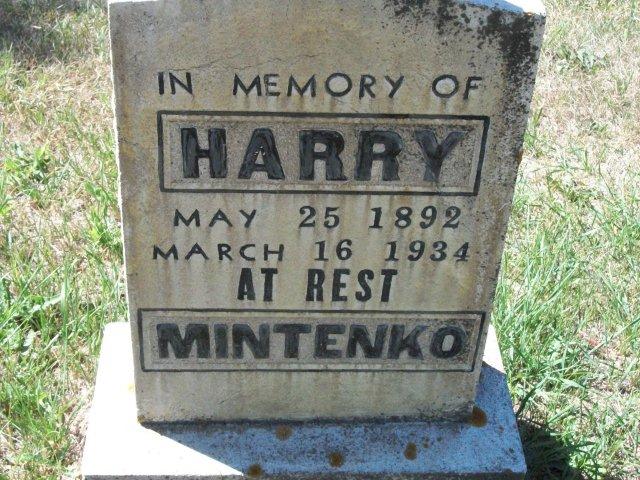 IN MEMORY OF
HARRY
MAY 25 1892
MARCH 16 1934
AT REST
MINTENKO